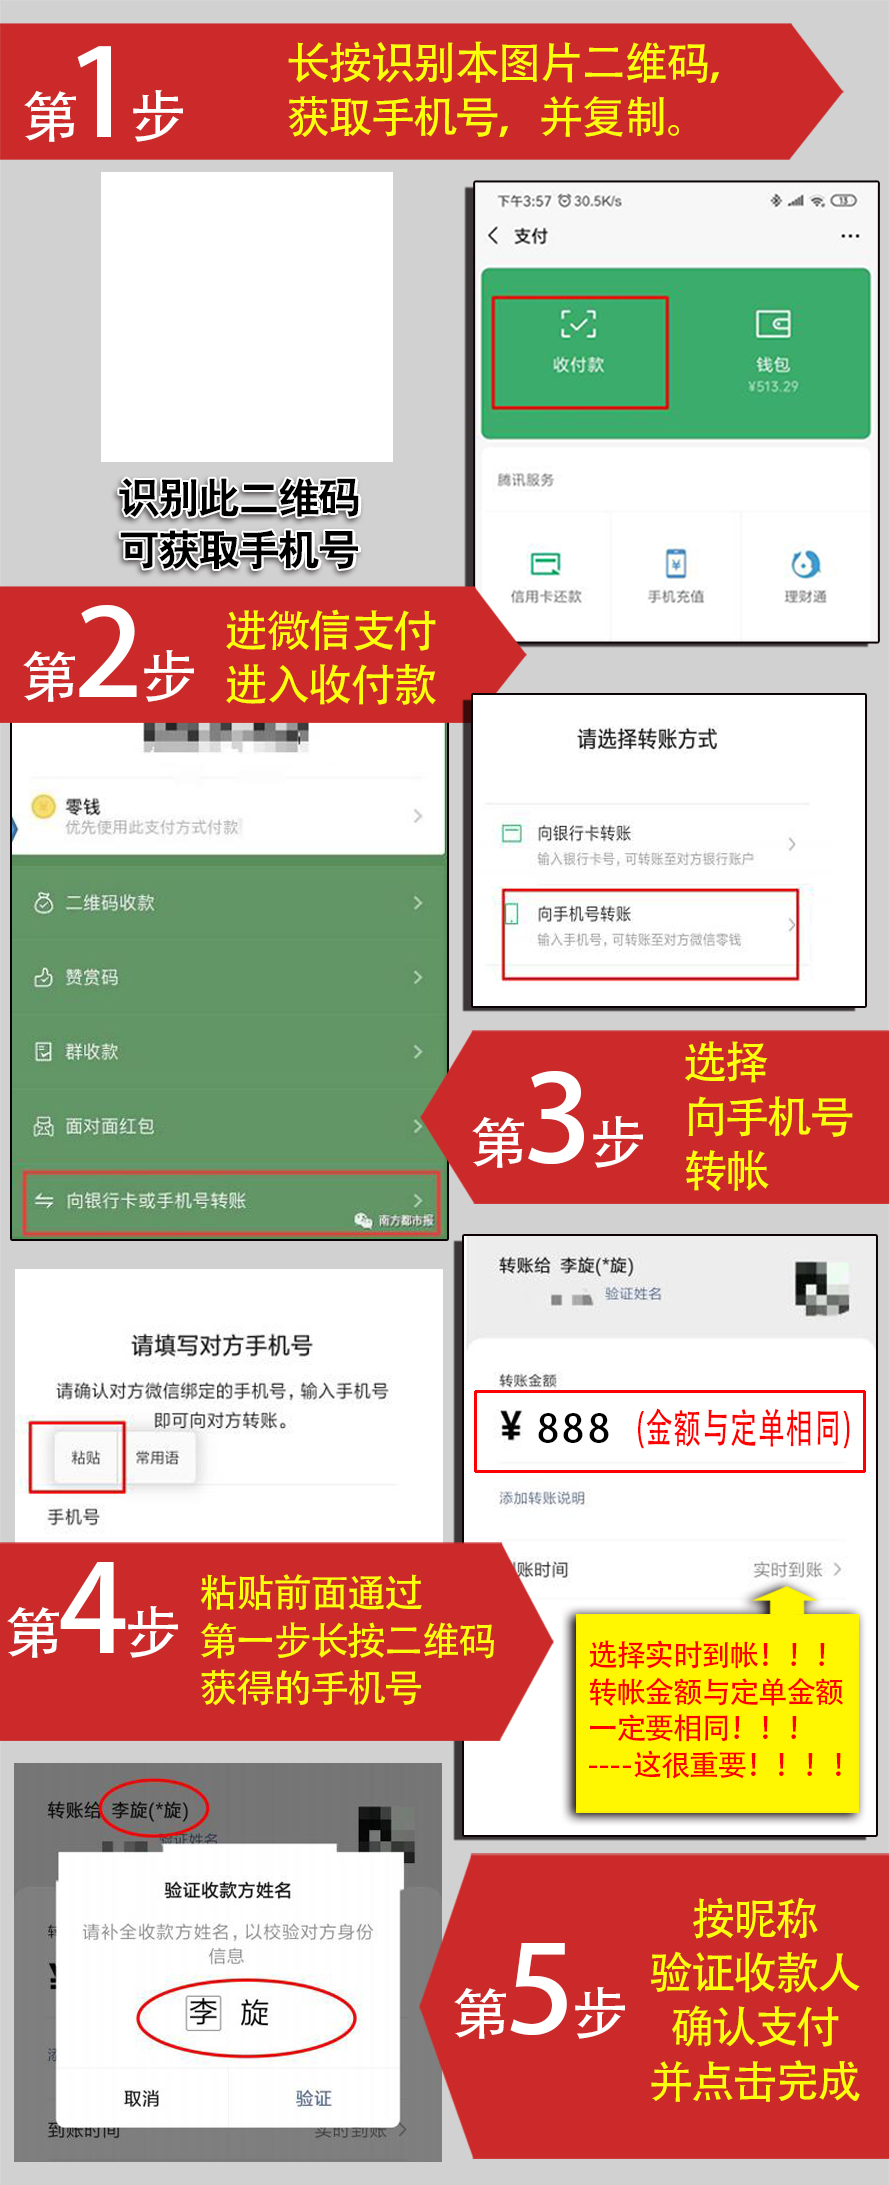 第1步
长按识别本图片二维码,
获取手机号，并复制。
识别此二维码
可获取手机号
下午3:57 30.5K/s
13
支付
收付款
钱包
¥513.29
腾讯服务
信用卡还款
手机充值
理财通
第2步
进微信支付
进入收付款
零钱
优先使用此支付方式付款
二维码收款
赞赏码
群收款
面对面红包
向银行卡或手机号转账
南方都市报
请选择转账方式
向银行卡转账
输入银行卡号，可转账至对方银行账户
向手机号转账
输入手机号，可转账至对方微信零钱
第3步
选择
向手机号
转帐
请填写对方手机号
请确认对方微信绑定的手机号，输入手机号
即可向对方转账。
粘贴
常用语
手机号
转账给 李旋(*旋)
验证姓名
转账金额
¥ 888 (金额与定单相同)
添加转账说明
账时间
实时到账
选择实时到帐！！！
转帐金额与定单金额
一定要相同！！！
----这很重要！！！！
第4步
粘贴前面通过
第一步长按二维码
获得的手机号
转账给 李旋(*旋)
验证姓名
验证收款方姓名
请补全收款方姓名，以校验对方身份
信息
李 旋
取消
验证
到账时间
实时到账
第5步
按昵称
验证收款人
确认支付
并点击完成